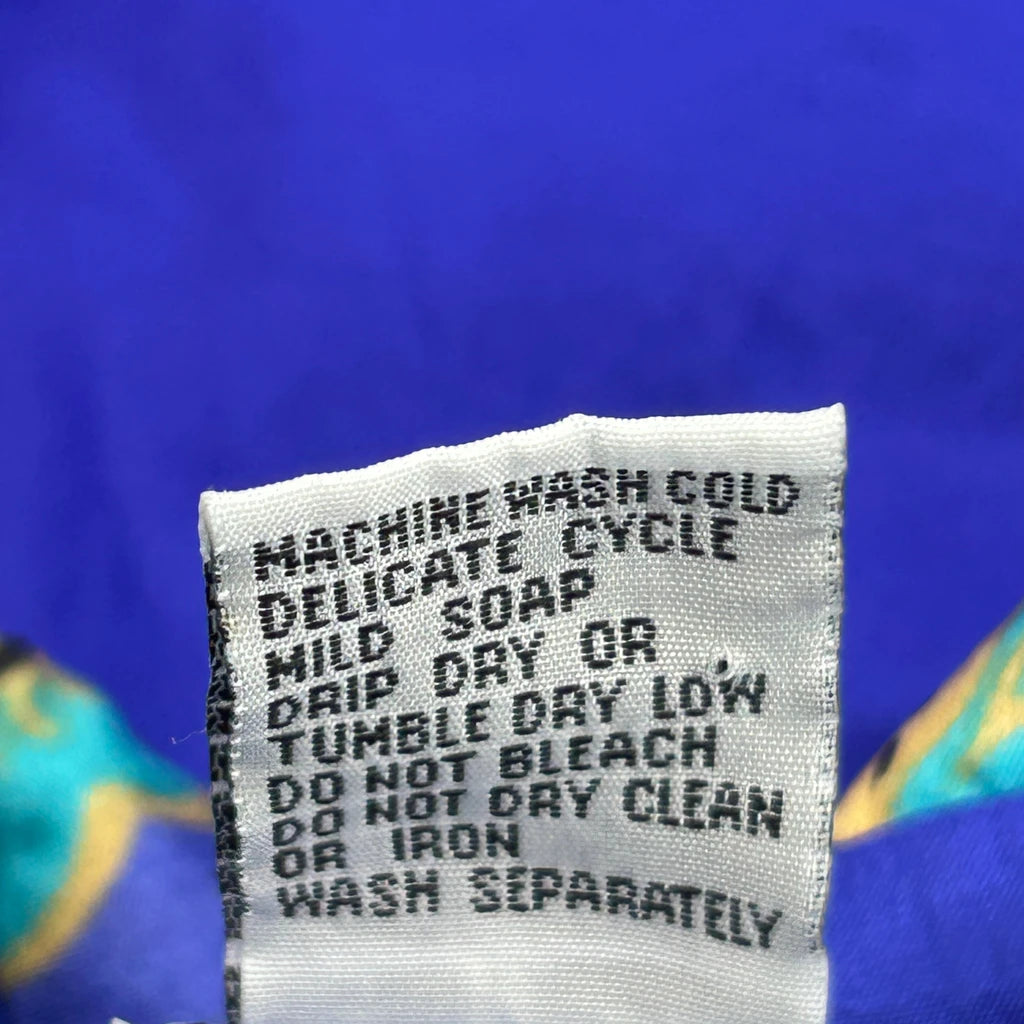 MACHINE WASH COLD
DELICATE CYCLE
MILD SOAP
DRIP DRY OR
TUMBLE DRY LOW
DO NOT BLEACH
DO NOT DRY CLEAN
OR IRON
WASH SEPARATELY